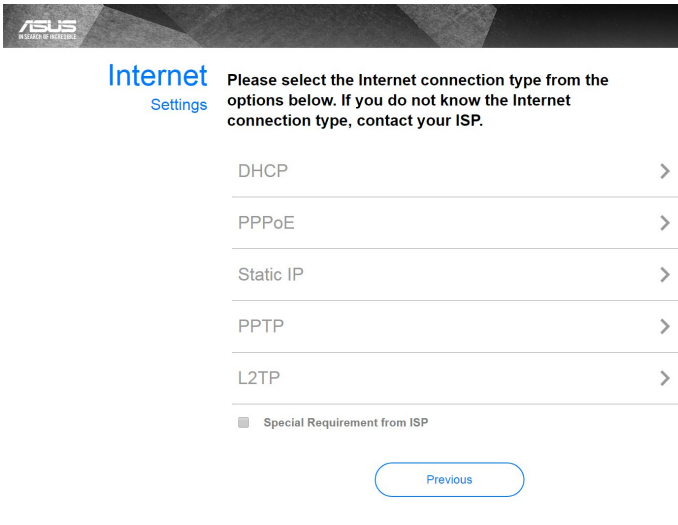 ASUS
IN SEARCH OF INCREDIBLE
Internet
Settings
Please select the Internet connection type from the
options below. If you do not know the Internet
connection type, contact your ISP.
DHCP
PPPoE
Static IP
PPTP
L2TP
Special Requirement from ISP
Previous